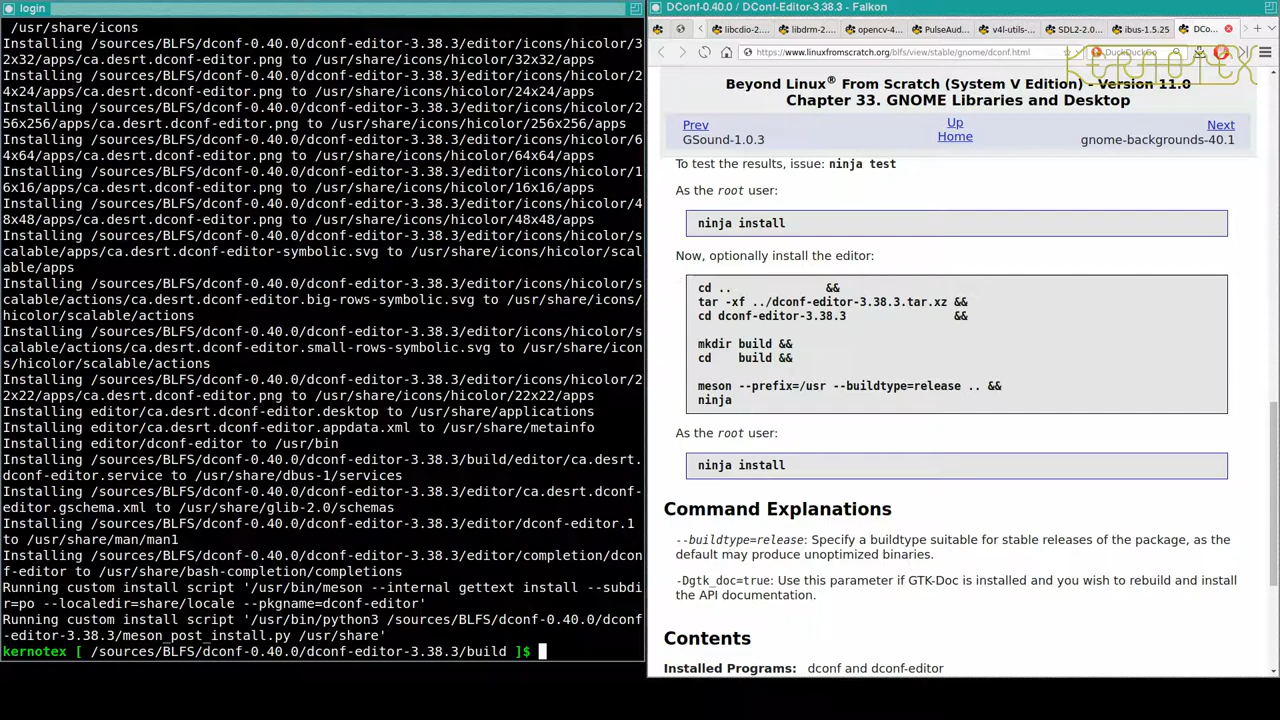 login
/usr/share/icons
Installing /sources/BLFS/dconf-0.40.0/dconf-editor-3.38.3/editor/icons/hicolor/3
2x32/apps/ca.desrt.dconf-editor.png to /usr/share/icons/hicolor/32x32/apps
Installing /sources/BLFS/dconf-0.40.0/dconf-editor-3.38.3/editor/icons/hicolor/2
4x24/apps/ca.desrt.dconf-editor.png to /usr/share/icons/hicolor/24x24/apps
Installing /sources/BLFS/dconf-0.40.0/dconf-editor-3.38.3/editor/icons/hicolor/2
56x256/apps/ca.desrt.dconf-editor.png to /usr/share/icons/hicolor/256x256/apps
Installing /sources/BLFS/dconf-0.40.0/dconf-editor-3.38.3/editor/icons/hicolor/6
4x64/apps/ca.desrt.dconf-editor.png to /usr/share/icons/hicolor/64x64/apps
Installing /sources/BLFS/dconf-0.40.0/dconf-editor-3.38.3/editor/icons/hicolor/1
6x16/apps/ca.desrt.dconf-editor.png to /usr/share/icons/hicolor/16x16/apps
Installing /sources/BLFS/dconf-0.40.0/dconf-editor-3.38.3/editor/icons/hicolor/4
8x48/apps/ca.desrt.dconf-editor.png to /usr/share/icons/hicolor/48x48/apps
Installing /sources/BLFS/dconf-0.40.0/dconf-editor-3.38.3/editor/icons/hicolor/s
calable/apps/ca.desrt.dconf-editor-symbolic.svg to /usr/share/icons/hicolor/scal
able/apps
Installing /sources/BLFS/dconf-0.40.0/dconf-editor-3.38.3/editor/icons/hicolor/s
calable/actions/ca.desrt.dconf-editor.big-rows-symbolic.svg to /usr/share/icons/
hicolor/scalable/actions
Installing /sources/BLFS/dconf-0.40.0/dconf-editor-3.38.3/editor/icons/hicolor/s
calable/actions/ca.desrt.dconf-editor.small-rows-symbolic.svg to /usr/share/icon
s/hicolor/scalable/actions
Installing /sources/BLFS/dconf-0.40.0/dconf-editor-3.38.3/editor/icons/hicolor/2
2x22/apps/ca.desrt.dconf-editor.png to /usr/share/icons/hicolor/22x22/apps
Installing editor/ca.desrt.dconf-editor.desktop to /usr/share/applications
Installing editor/ca.desrt.dconf-editor.appdata.xml to /usr/share/metainfo
Installing editor/dconf-editor to /usr/bin
Installing /sources/BLFS/dconf-0.40.0/dconf-editor-3.38.3/build/editor/ca.desrt.
dconf-editor.service to /usr/share/dbus-1/services
Installing /sources/BLFS/dconf-0.40.0/dconf-editor-3.38.3/editor/ca.desrt.dconf-
editor.gschema.xml to /usr/share/glib-2.0/schemas
Installing /sources/BLFS/dconf-0.40.0/dconf-editor-3.38.3/editor/dconf-editor.1
to /usr/share/man/man1
Installing /sources/BLFS/dconf-0.40.0/dconf-editor-3.38.3/editor/completion/dcon
f-editor to /usr/share/bash-completion/completions
Running custom install script '/usr/bin/meson --internal gettext install --subdi
r=po --localedir=share/locale --pkgname=dconf-editor'
Running custom install script '/usr/bin/python3 /sources/BLFS/dconf-0.40.0/dconf
-editor-3.38.3/meson_post_install.py /usr/share'
kernotex [ /sources/BLFS/dconf-0.40.0/dconf-editor-3.38.3/build ]$
DConf-0.40.0 / DConf-Editor-3.38.3 - Falkon
libcdio-2.... libdrm-2.... opencv-4.... PulseAud... v4l-utils-... SDL2-2.0... ibus-1.5.25 DCo...
https://www.linuxfromscratch.org/blfs/view/stable/gnome/dconf.html DuckDuckGo
KERNOTEX
Beyond Linux® From Scratch (System V Edition) - Version 11.0
Chapter 33. GNOME Libraries and Desktop
Prev Up Next
GSound-1.0.3 Home gnome-backgrounds-40.1
To test the results, issue: ninja test
As the root user:
ninja install
Now, optionally install the editor:
cd .. &&
tar -xf ../dconf-editor-3.38.3.tar.xz &&
cd dconf-editor-3.38.3 &&
mkdir build &&
cd build &&
meson --prefix=/usr --buildtype=release .. &&
ninja
As the root user:
ninja install
Command Explanations
--buildtype=release: Specify a buildtype suitable for stable releases of the package, as the
default may produce unoptimized binaries.
-Dgtk_doc=true: Use this parameter if GTK-Doc is installed and you wish to rebuild and install
the API documentation.
Contents
Installed Programs: dconf and dconf-editor